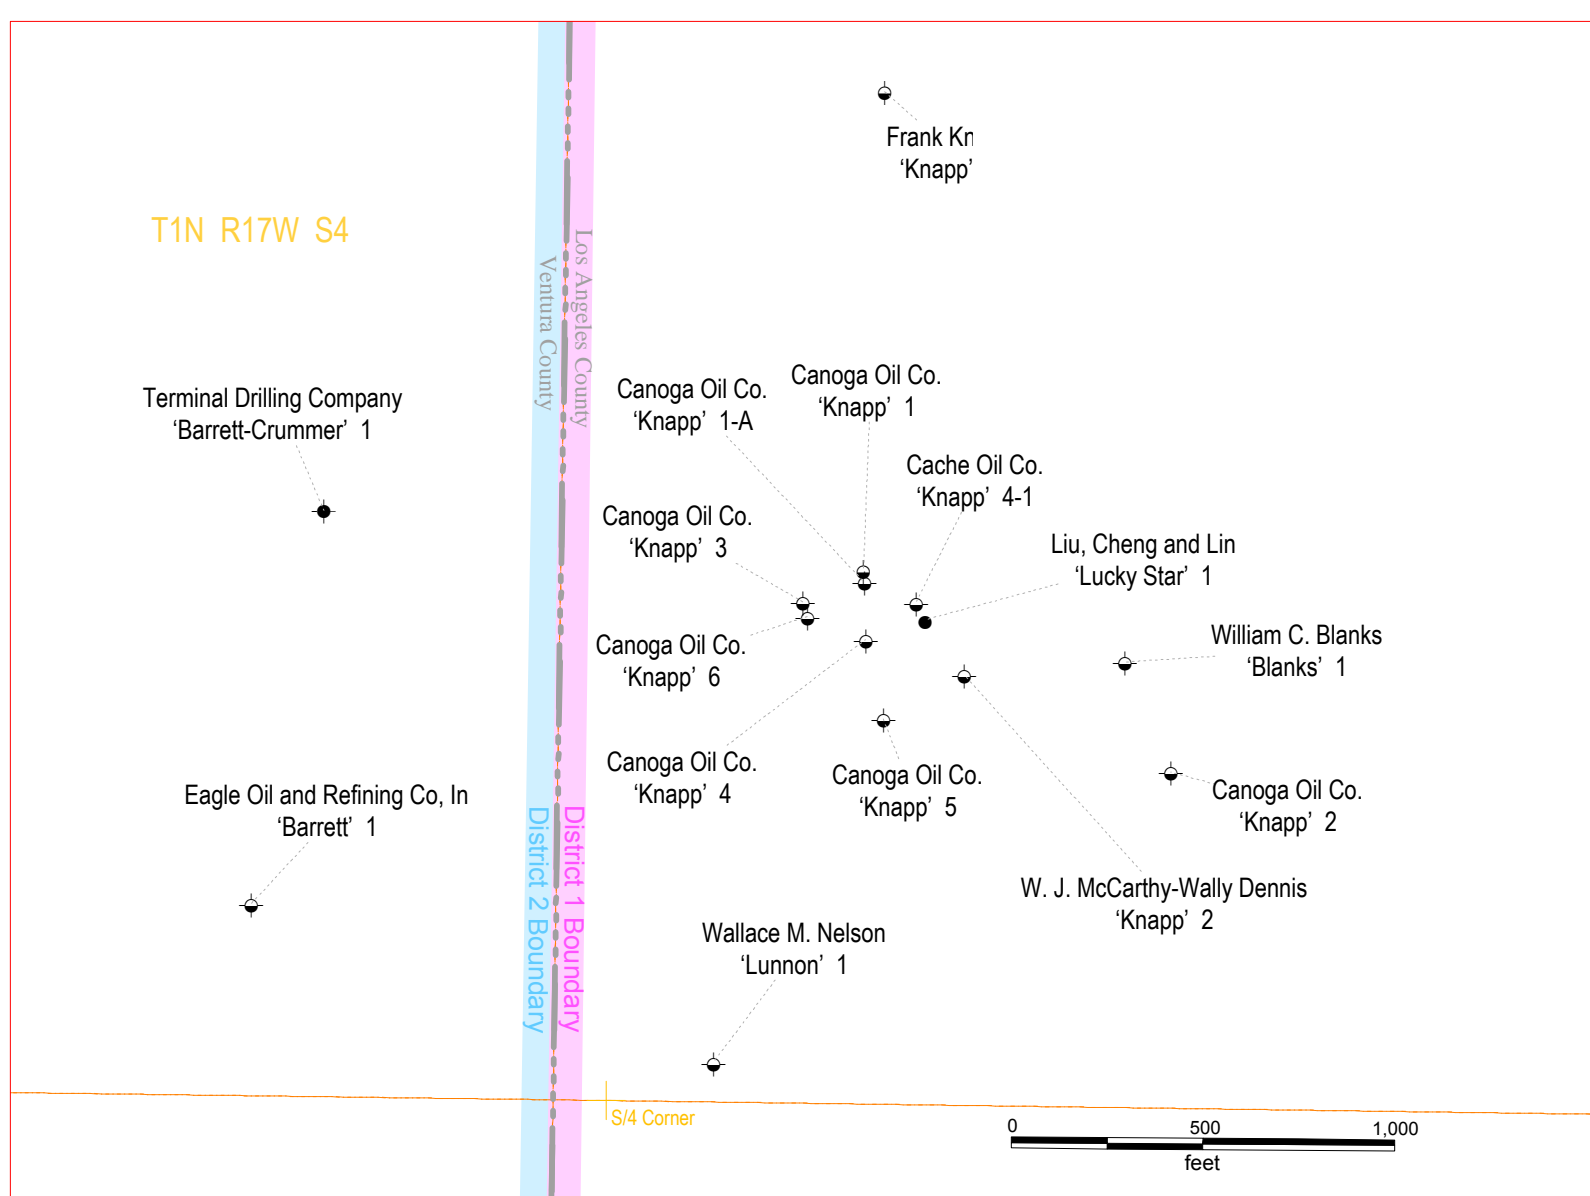 Frank Kn
‘Knapp’
T1N R17W S4
Los Angeles County
Ventura County
Canoga Oil Co.
‘Knapp’ 1
Canoga Oil Co.
‘Knapp’ 1-A
Terminal Drilling Company
‘Barrett-Crummer’ 1
Cache Oil Co.
‘Knapp’ 4-1
Canoga Oil Co.
‘Knapp’ 3
Liu, Cheng and Lin
‘Lucky Star’ 1
William C. Blanks
‘Blanks’ 1
Canoga Oil Co.
‘Knapp’ 6
Canoga Oil Co.
‘Knapp’ 4
Canoga Oil Co.
‘Knapp’ 5
Canoga Oil Co.
‘Knapp’ 2
Eagle Oil and Refining Co, In
‘Barrett’ 1
District 2 Boundary
District 1 Boundary
W. J. McCarthy-Wally Dennis
‘Knapp’ 2
Wallace M. Nelson
‘Lunnon’ 1
S/4 Corner
0 500 1,000
feet